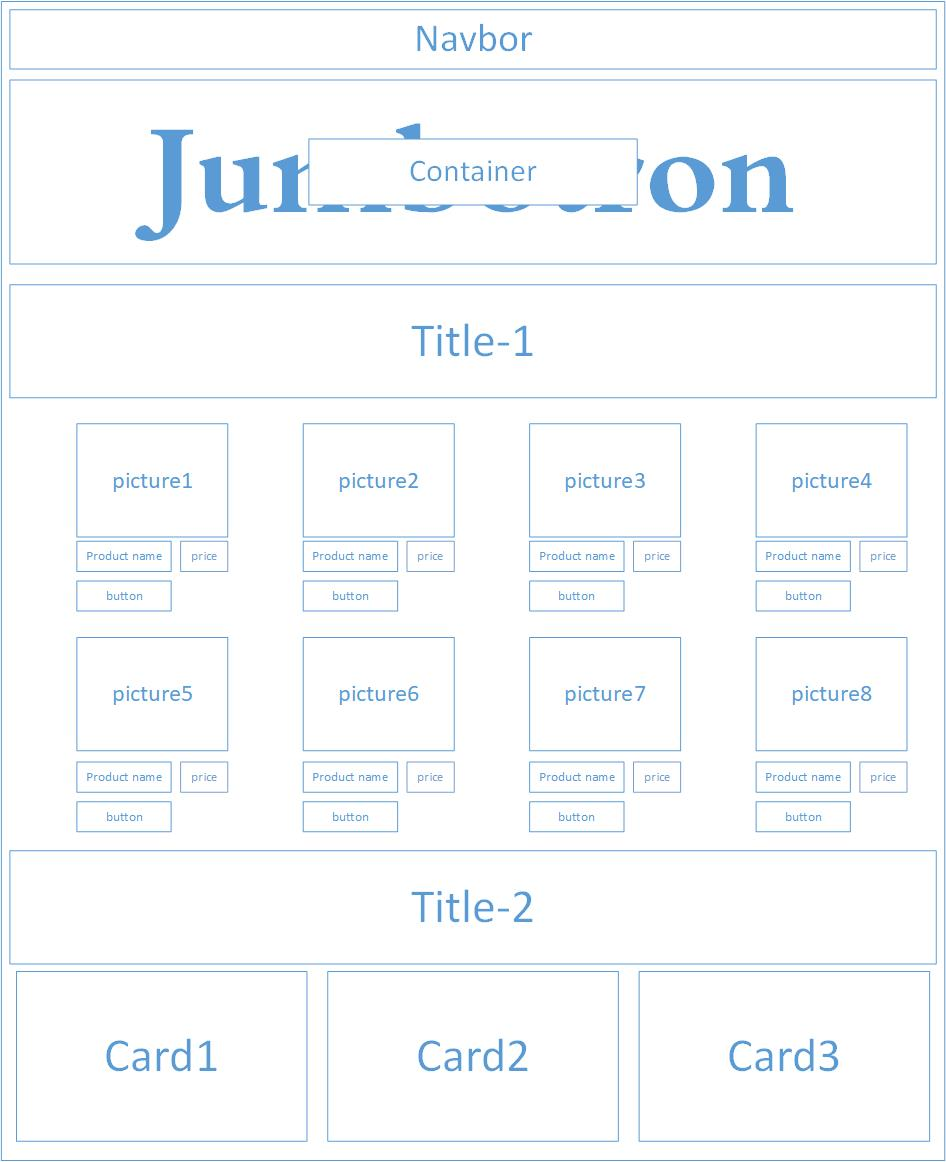 Navbor
Jumbotron
Container
Title-1
picture1 picture2 picture3 picture4
Product name price Product name price Product name price Product name price
button button button button
picture5 picture6 picture7 picture8
Product name price Product name price Product name price Product name price
button button button button
Title-2
Card1 Card2 Card3